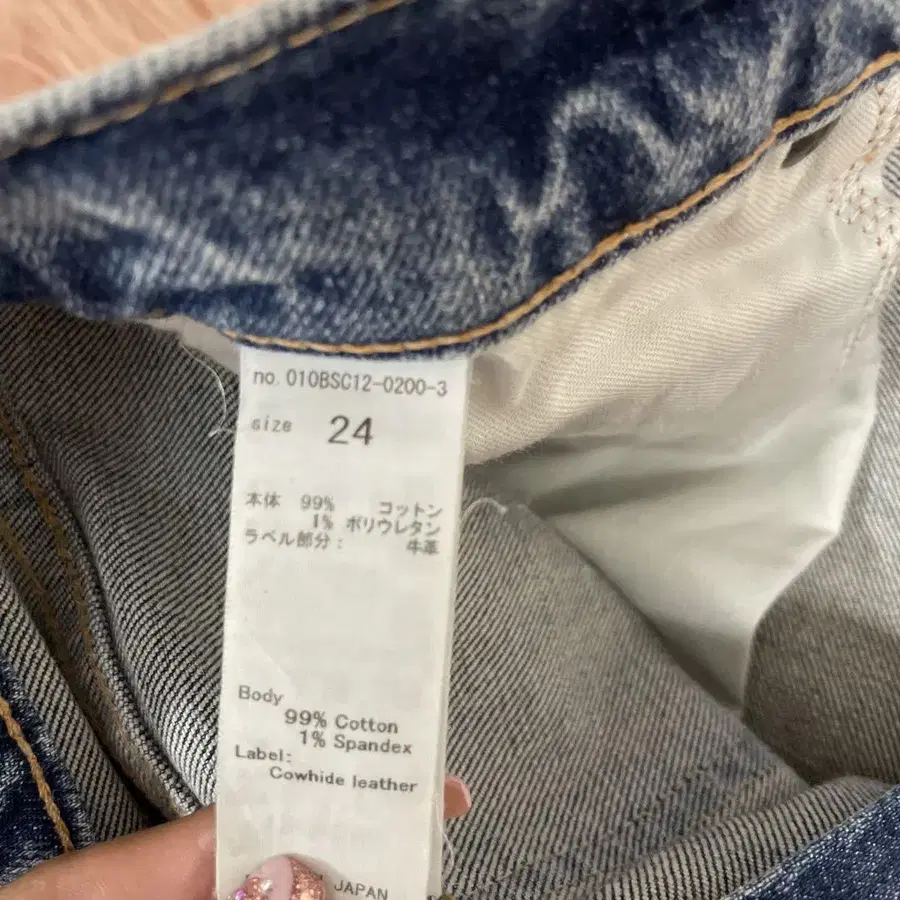 no. 010BSC12-0200-3
size 24
本体 99% コットン
1% ポリウレタン
ラベル部分： 牛革
Body
99% Cotton
1% Spandex
Label:
Cowhide leather
JAPAN